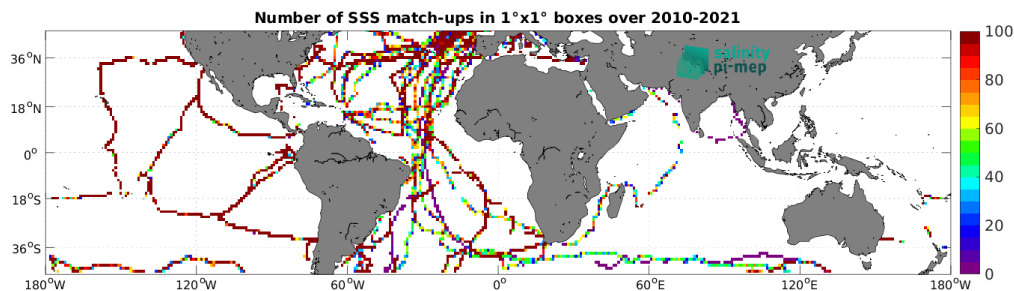 Number of SSS match-ups in 1°x1° boxes over 2010-2021
36°N
18°N
0°
18°S
36°S
180°W
120°W
60°W
0°
60°E
120°E
180°W
salinity
pi-mep
100
80
60
40
20
0